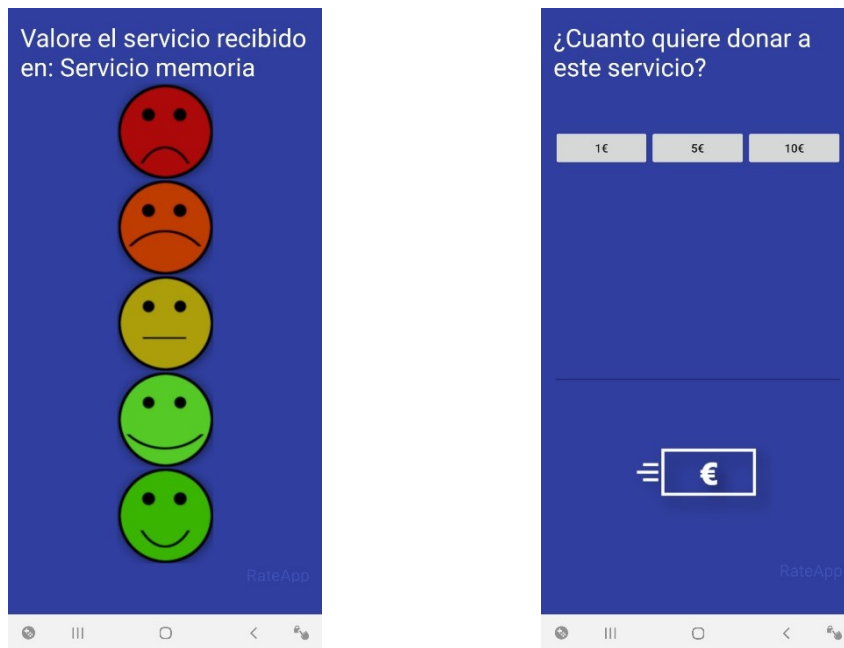 Valore el servicio recibido
en: Servicio memoria
RateApp
¿Cuanto quiere donar a
este servicio?
1€ 5€ 10€
€
RateApp